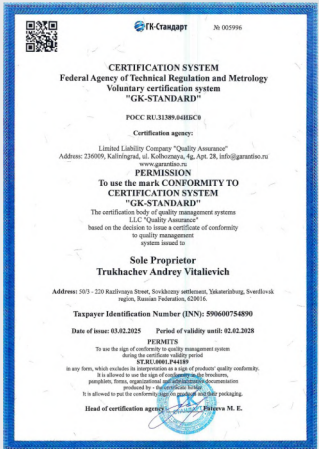 ГК-Стандарт
№ 005996
CERTIFICATION SYSTEM
Federal Agency of Technical Regulation and Metrology
Voluntary certification system
"GK-STANDARD"
РОСС RU.31389.04ИБС0
Certification agency:
Limited Liability Company "Quality Assurance"
Address: 236009, Kaliningrad, ul. Kolhoznaya, 4g, Apt. 28, info@garantiso.ru
www.garantiso.ru
PERMISSION
To use the mark CONFORMITY TO
CERTIFICATION SYSTEM
"GK-STANDARD"
The certification body of quality management systems
LLC "Quality Assurance"
based on the decision to issue a certificate of conformity
to quality management
system issued to
Sole Proprietor
Trukhachev Andrey Vitalievich
Address: 50/3 - 220 Razlivnaya Street, Sovkhozny settlement, Yekaterinburg, Sverdlovsk
region, Russian Federation, 620016.
Taxpayer Identification Number (INN): 590600754890
Date of issue: 03.02.2025 Period of validity until: 02.02.2028
PERMITS
To use the sign of conformity to quality management system
during the certificate validity period
ST.RU.0001.P44189
in any form, which excludes its interpretation as a sign of products' quality conformity.
It is allowed to use the sign of conformity in the brochures,
pamphlets, forms, organizational and administrative documentation
produced by - the certificate holder.
It is allowed to put the conformity sign on products and their packaging.
Head of certification agency Fateeva M. E.
ГК
СТАНДАРТ